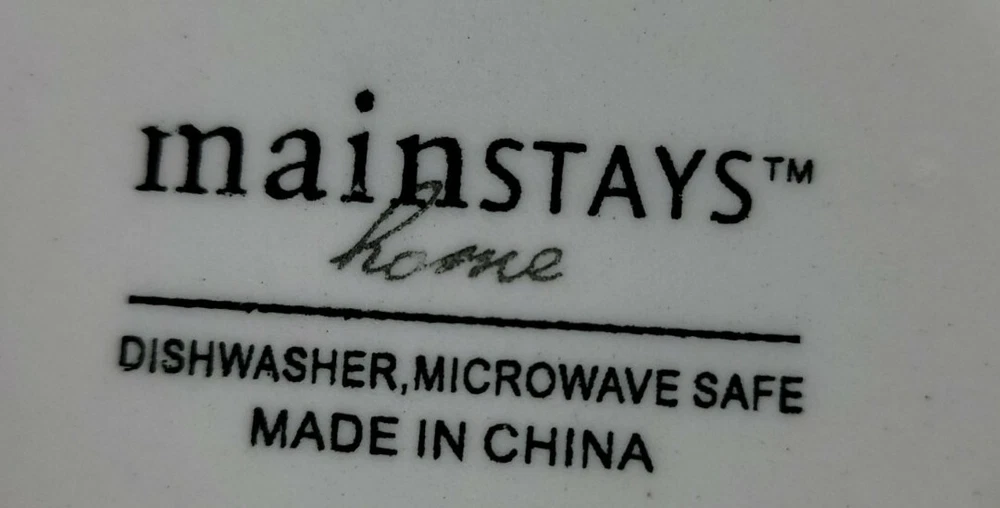 mainSTAYS™
home
DISHWASHER,MICROWAVE SAFE
MADE IN CHINA